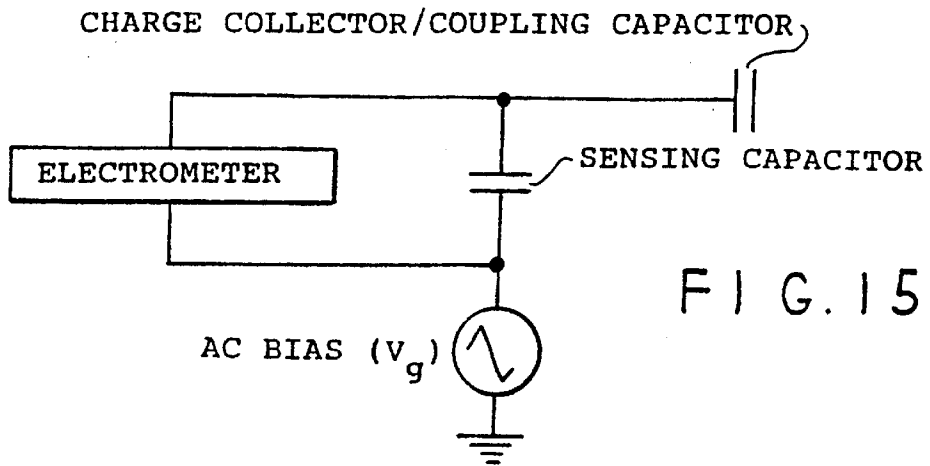 CHARGE COLLECTOR/COUPLING CAPACITOR
ELECTROMETER
SENSING CAPACITOR
FIG. 15
AC BIAS (Vg)